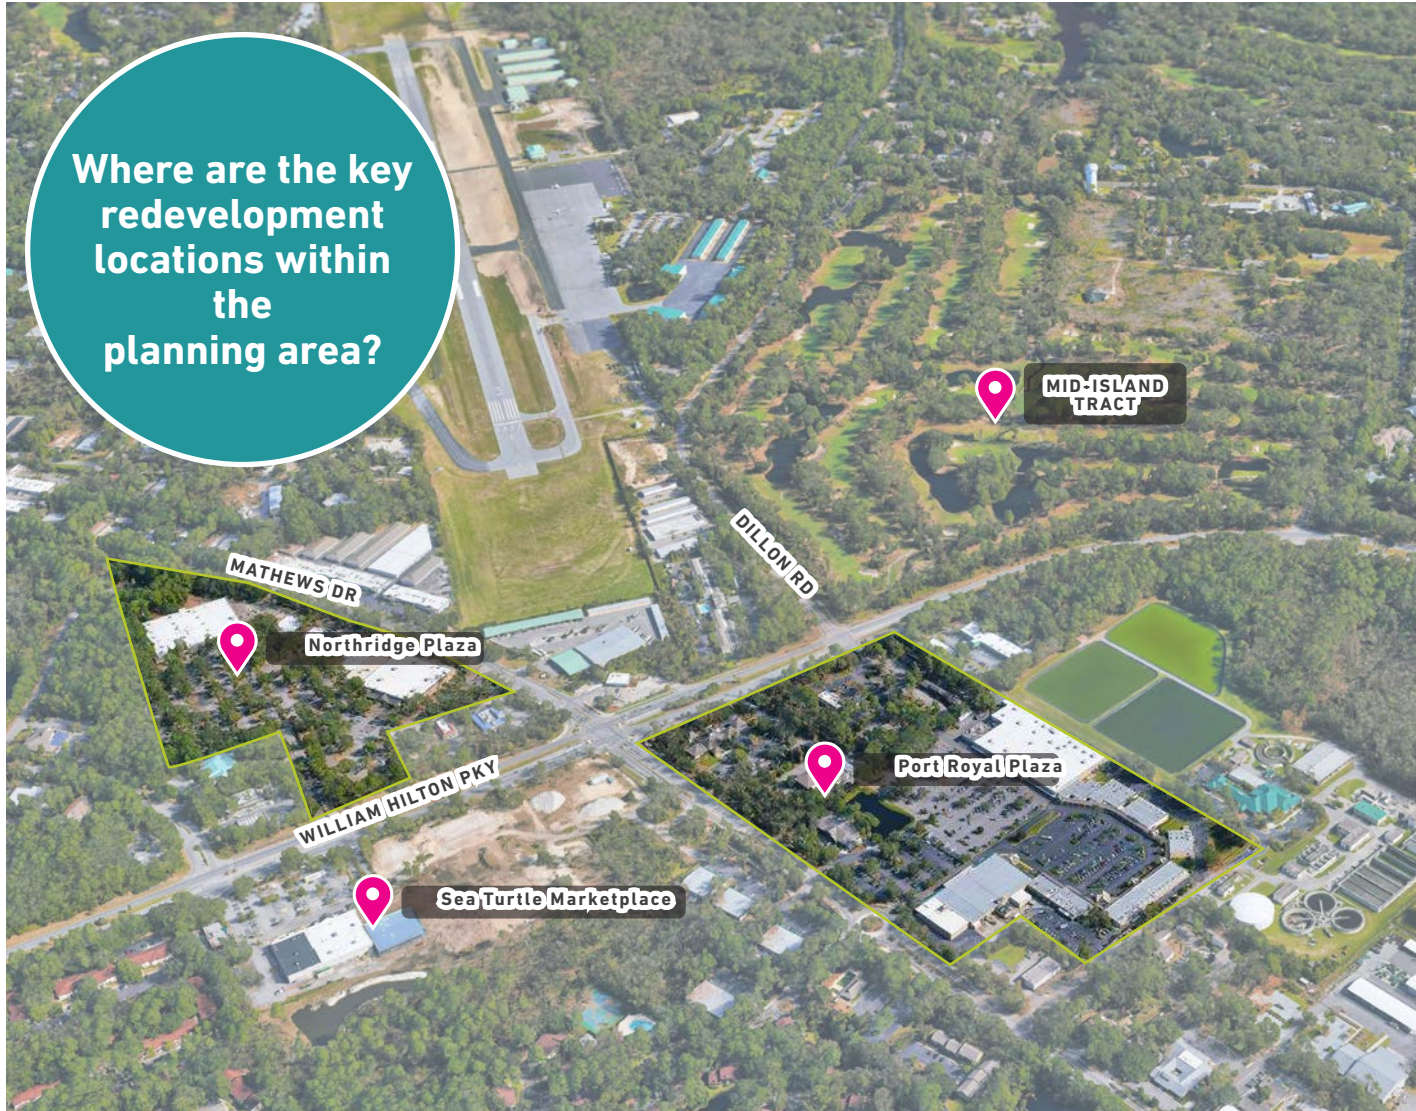 Where are the key
redevelopment
locations within
the
planning area?
MID-ISLAND
TRACT
DILLON RD
MATHEWS DR
Northridge Plaza
Port Royal Plaza
WILLIAM HILTON PKY
Sea Turtle Marketplace